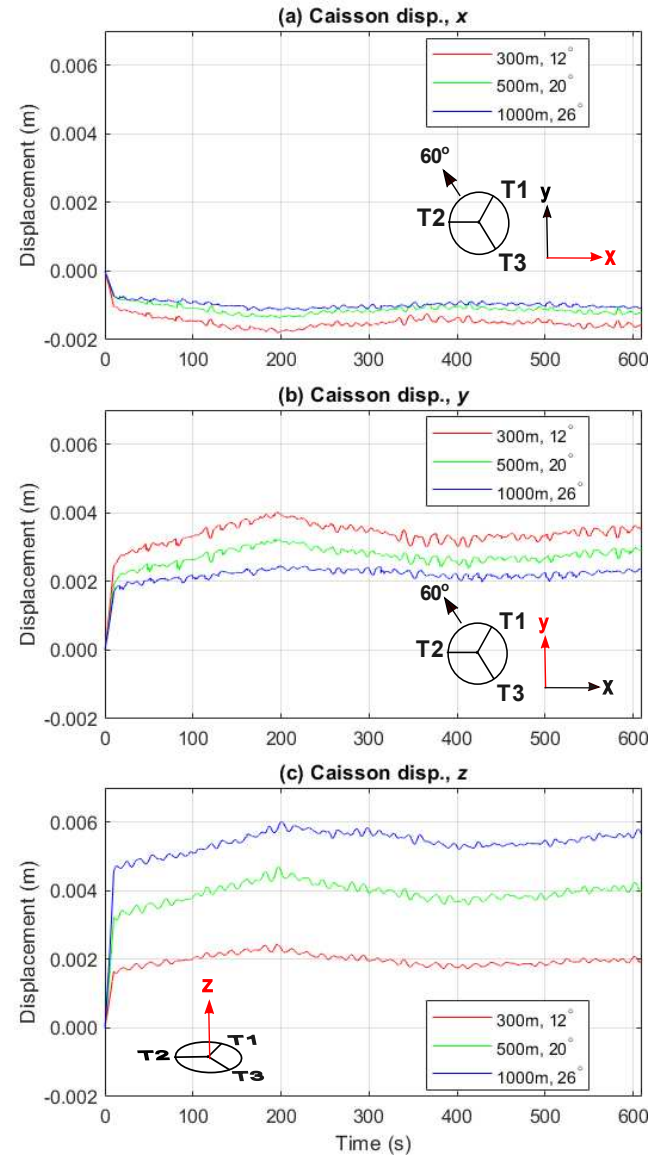 (a) Caisson disp., x
Displacement (m)
0.006
0.004
0.002
0.000
-0.002
300m, 12°
500m, 20°
1000m, 26°
60°
T1
T2
T3
y
x
0 100 200 300 400 500 600
(b) Caisson disp., y
Displacement (m)
0.006
0.004
0.002
0.000
-0.002
300m, 12°
500m, 20°
1000m, 26°
60°
T1
T2
T3
y
x
0 100 200 300 400 500 600
(c) Caisson disp., z
Displacement (m)
0.006
0.004
0.002
0.000
-0.002
z
T1
T2
T3
300m, 12°
500m, 20°
1000m, 26°
0 100 200 300 400 500 600
Time (s)